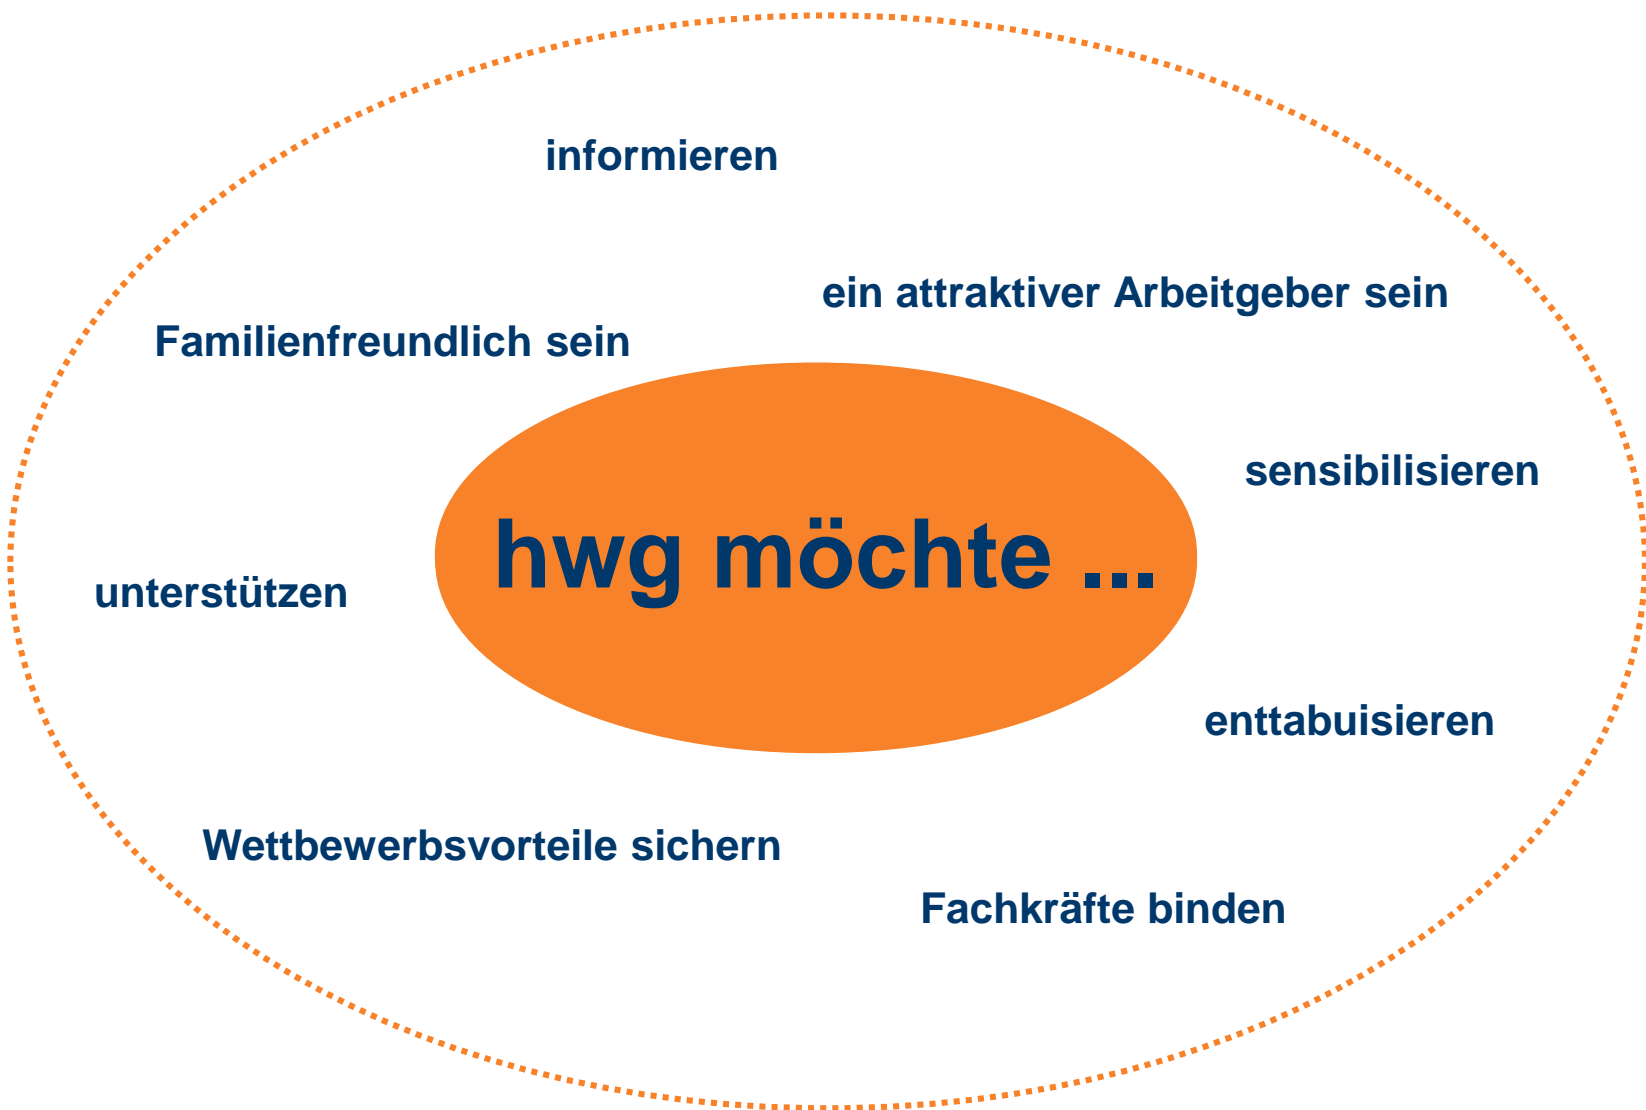 informieren
ein attraktiver Arbeitgeber sein
Familienfreundlich sein
sensibilisieren
hwg möchte ...
unterstützen
enttabuisieren
Wettbewerbsvorteile sichern
Fachkräfte binden